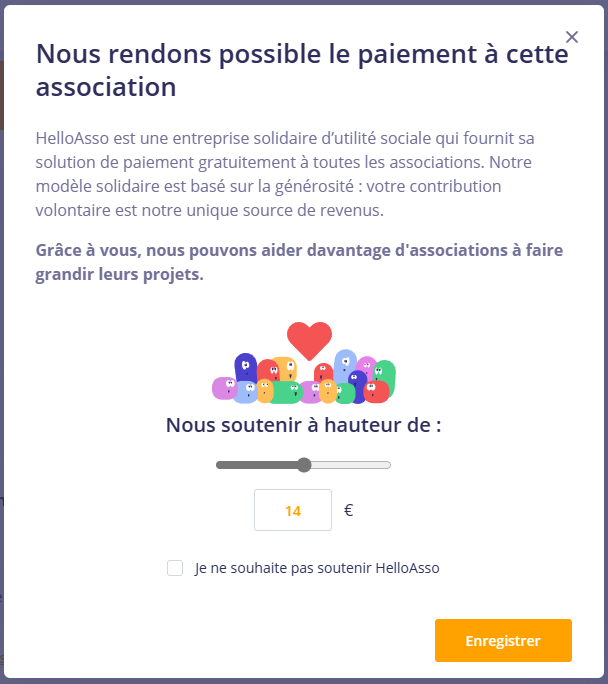 Nous rendons possible le paiement à cette
association
HelloAsso est une entreprise solidaire d’utilité sociale qui fournit sa
solution de paiement gratuitement à toutes les associations. Notre
modèle solidaire est basé sur la générosité : votre contribution
volontaire est notre unique source de revenus.
Grâce à vous, nous pouvons aider davantage d'associations à faire
grandir leurs projets.
Nous soutenir à hauteur de :
14 €
Je ne souhaite pas soutenir HelloAsso
Enregistrer